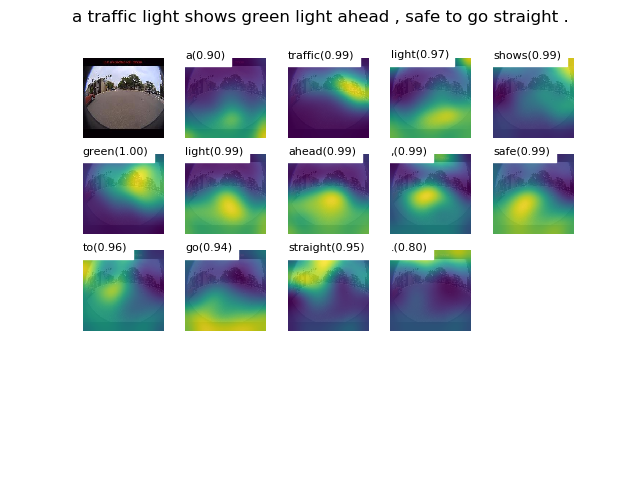 a traffic light shows green light ahead , safe to go straight .
a(0.90) traffic(0.99) light(0.97) shows(0.99)
green(1.00) light(0.99) ahead(0.99) ,(0.99) safe(0.99)
to(0.96) go(0.94) straight(0.95) .(0.80)